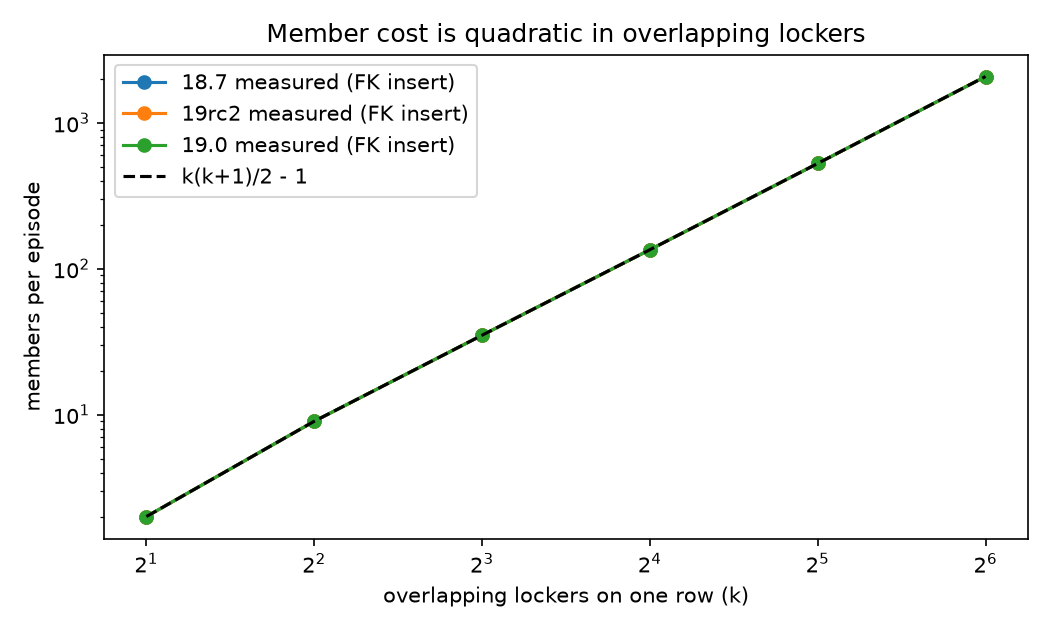 Member cost is quadratic in overlapping lockers
18.7 measured (FK insert)
19rc2 measured (FK insert)
19.0 measured (FK insert)
k(k+1)/2 - 1
members per episode
10³
10²
10¹
2¹ 2² 2³ 2⁴ 2⁵ 2⁶
overlapping lockers on one row (k)